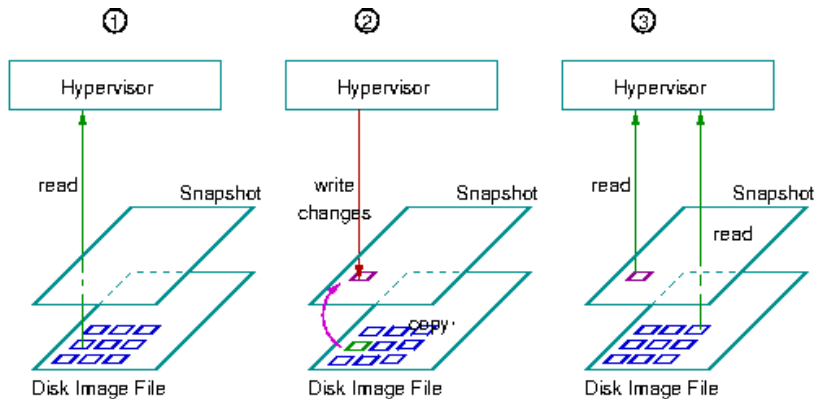 ① ② ③
Hypervisor Hypervisor Hypervisor
read
Snapshot
write
changes
Snapshot
copy
read
Snapshot
read
Disk Image File Disk Image File Disk Image File